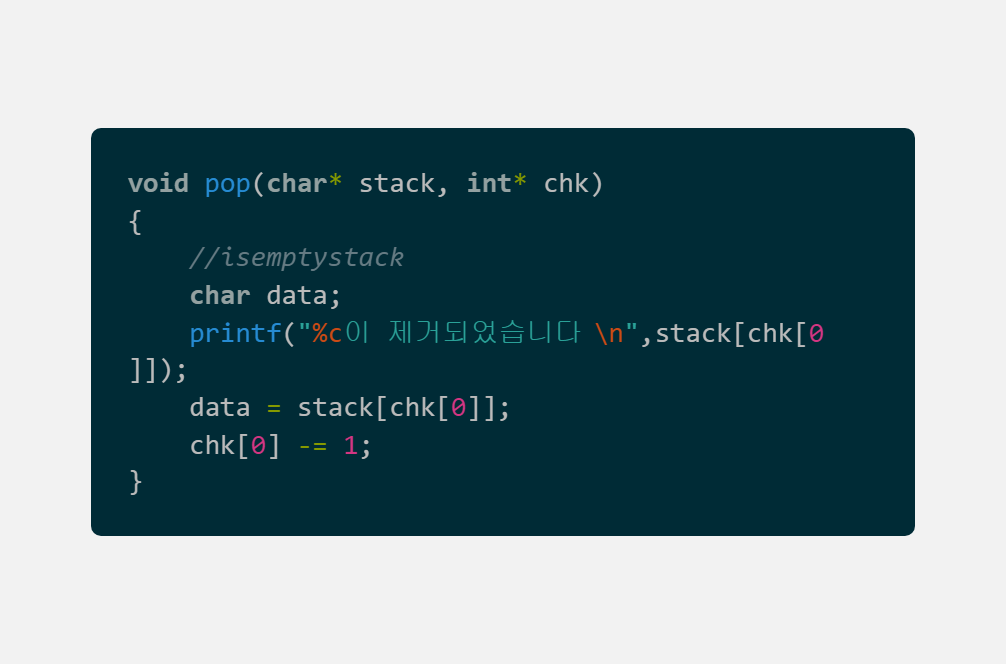 void pop(char* stack, int* chk)
{
    //isemptystack
    char data;
    printf("%c이 제거되었습니다 \n",stack[chk[0
]]);
    data = stack[chk[0]];
    chk[0] -= 1;
}